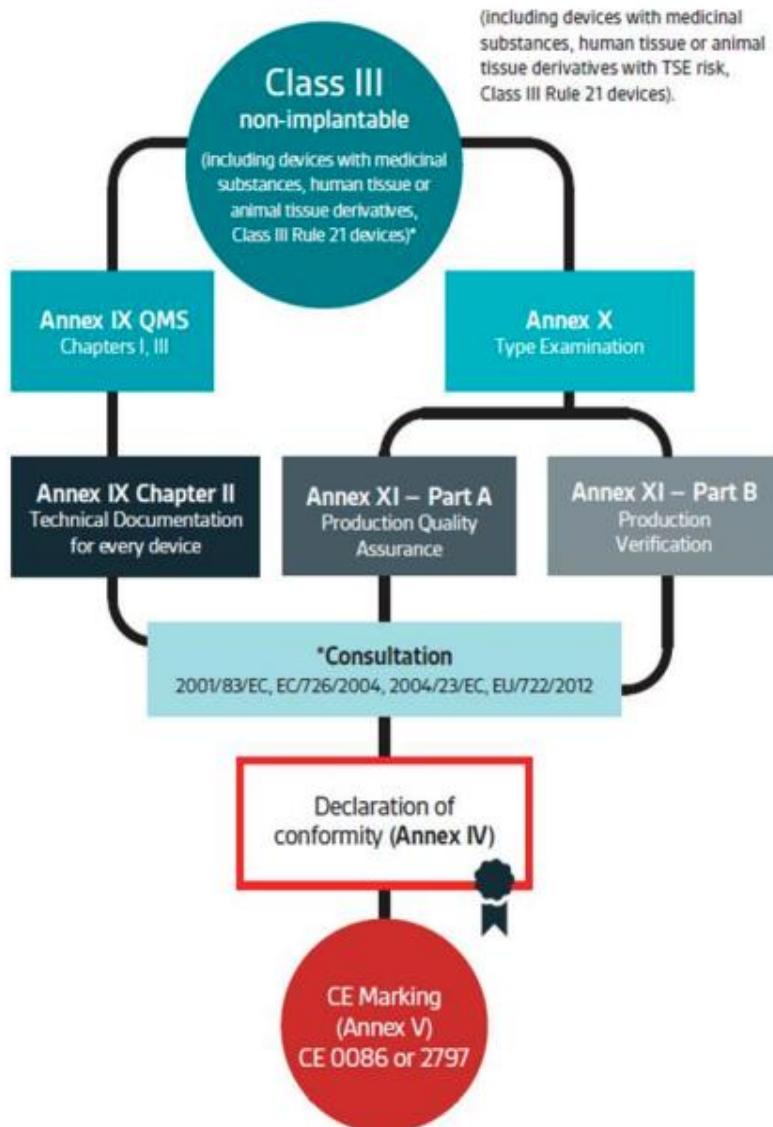 (including devices with medicinal
substances, human tissue or animal
tissue derivatives with TSE risk,
Class III Rule 21 devices).
Class III
non-implantable
(including devices with medicinal
substances, human tissue or
animal tissue derivatives,
Class III Rule 21 devices)*
Annex IX QMS
Chapters I, III
Annex X
Type Examination
Annex IX Chapter II
Technical Documentation
for every device
Annex XI – Part A
Production Quality
Assurance
Annex XI – Part B
Production
Verification
*Consultation
2001/83/EC, EC/726/2004, 2004/23/EC, EU/722/2012
Declaration of
conformity (Annex IV)
CE Marking
(Annex V)
CE 0086 or 2797